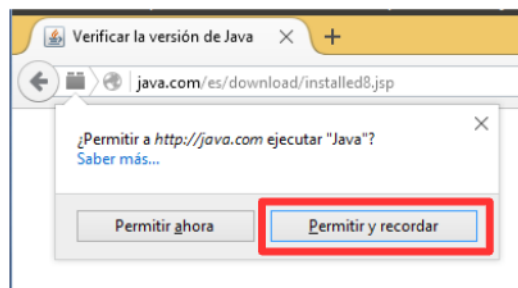 Verificar la versión de Java
java.com/es/download/installed8.jsp
¿Permitir a http://java.com ejecutar "Java"?
Saber más...
Permitir ahora
Permitir y recordar